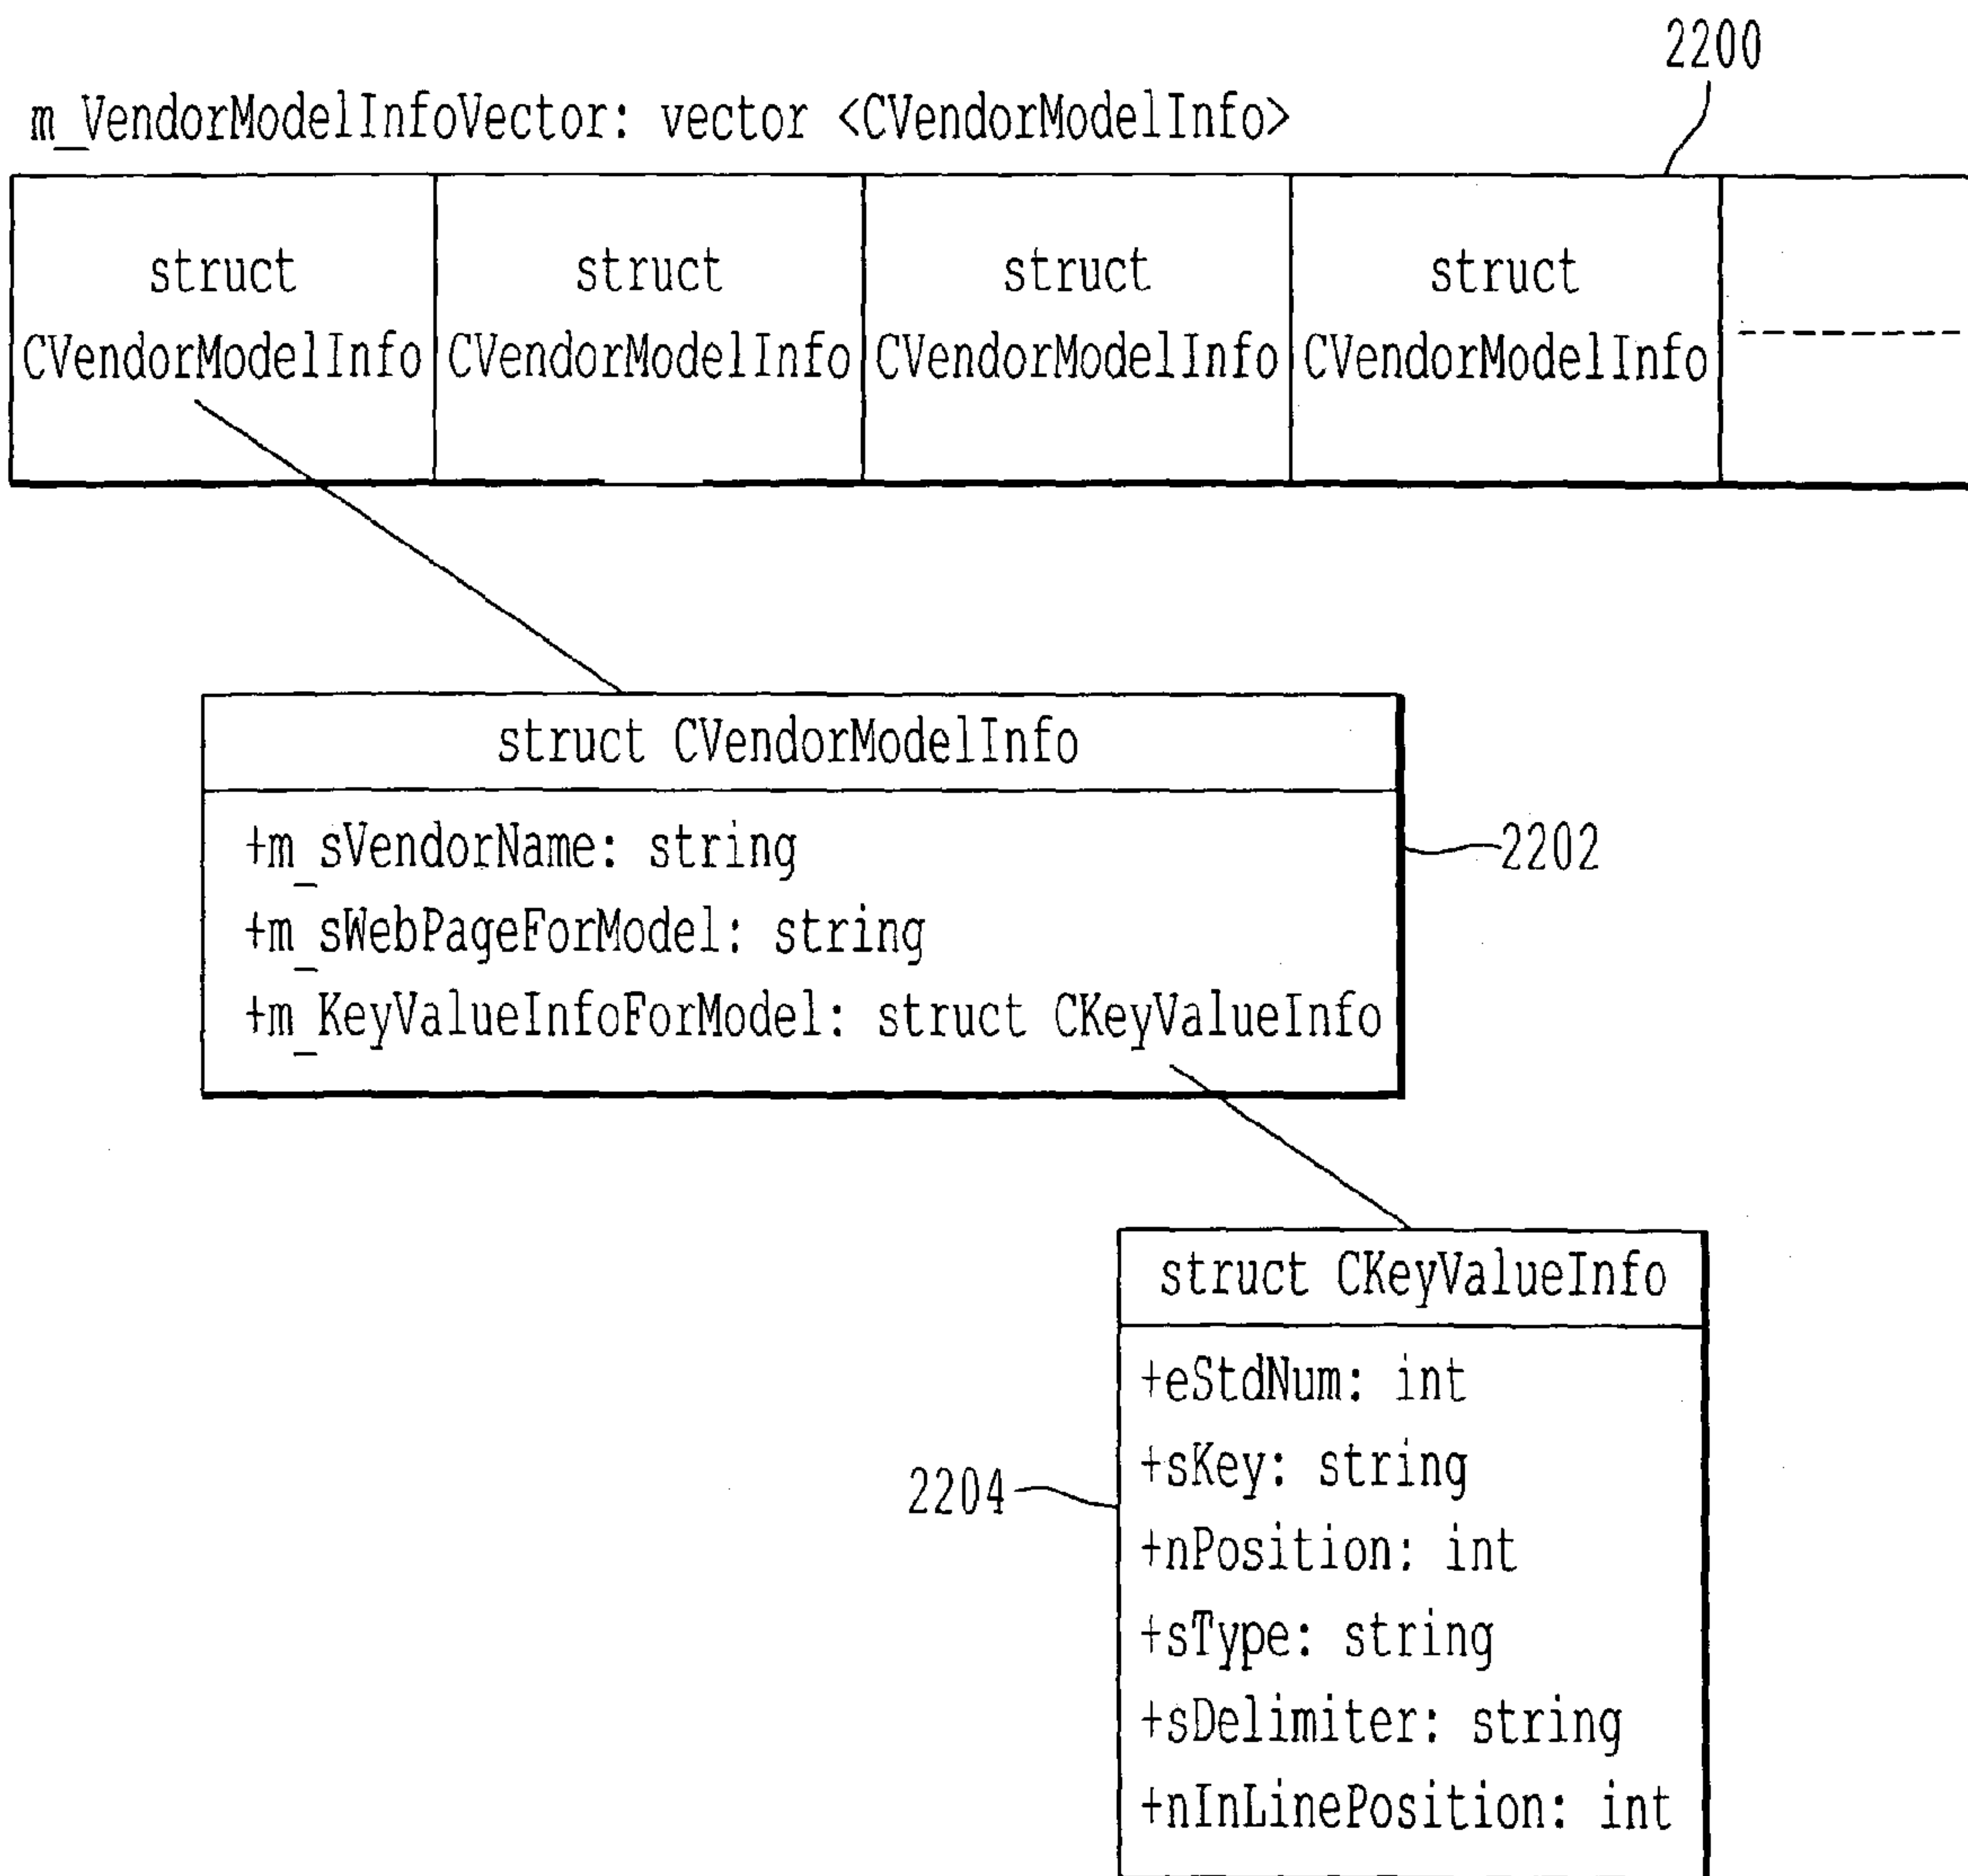 2200
m_VendorModelInfoVector: vector <CVendorModelInfo>
struct
CVendorModelInfo
struct
CVendorModelInfo
struct
CVendorModelInfo
struct
CVendorModelInfo
struct CVendorModelInfo
+m_sVendorName: string
+m_sWebPageForModel: string
+m_KeyValueInfoForModel: struct CKeyValueInfo
2202
struct CKeyValueInfo
+eStdNum: int
+sKey: string
+nPosition: int
+sType: string
+sDelimiter: string
+nInLinePosition: int
2204